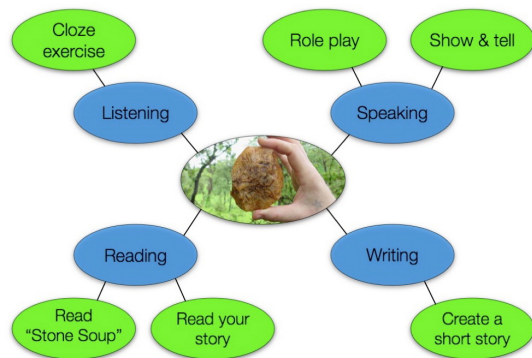 Cloze
exercise
Role play
Show & tell
Listening
Speaking
Reading
Writing
Read
"Stone Soup"
Read your
story
Create a
short story